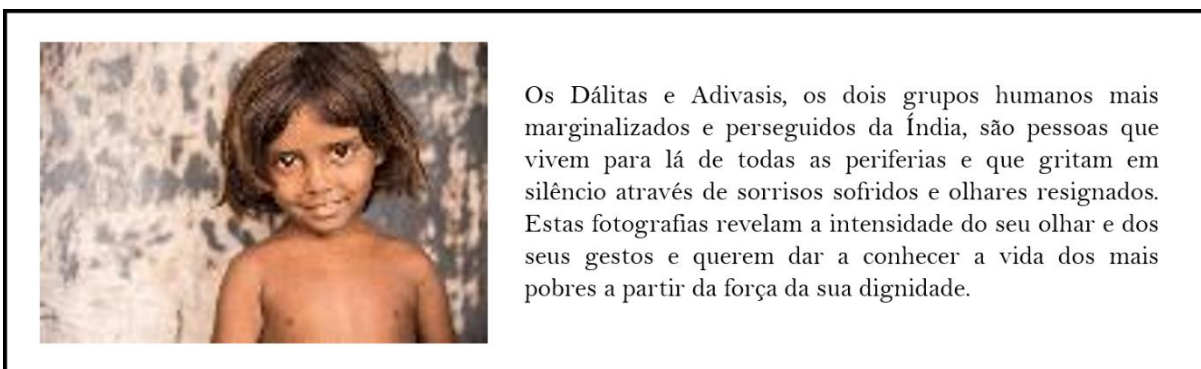 Os Dálitas e Adivasis, os dois grupos humanos mais
marginalizados e perseguidos da Índia, são pessoas que
vivem para lá de todas as periferias e que gritam em
silêncio através de sorrisos sofridos e olhares resignados.
Estas fotografias revelam a intensidade do seu olhar e dos
seus gestos e querem dar a conhecer a vida dos mais
pobres a partir da força da sua dignidade.